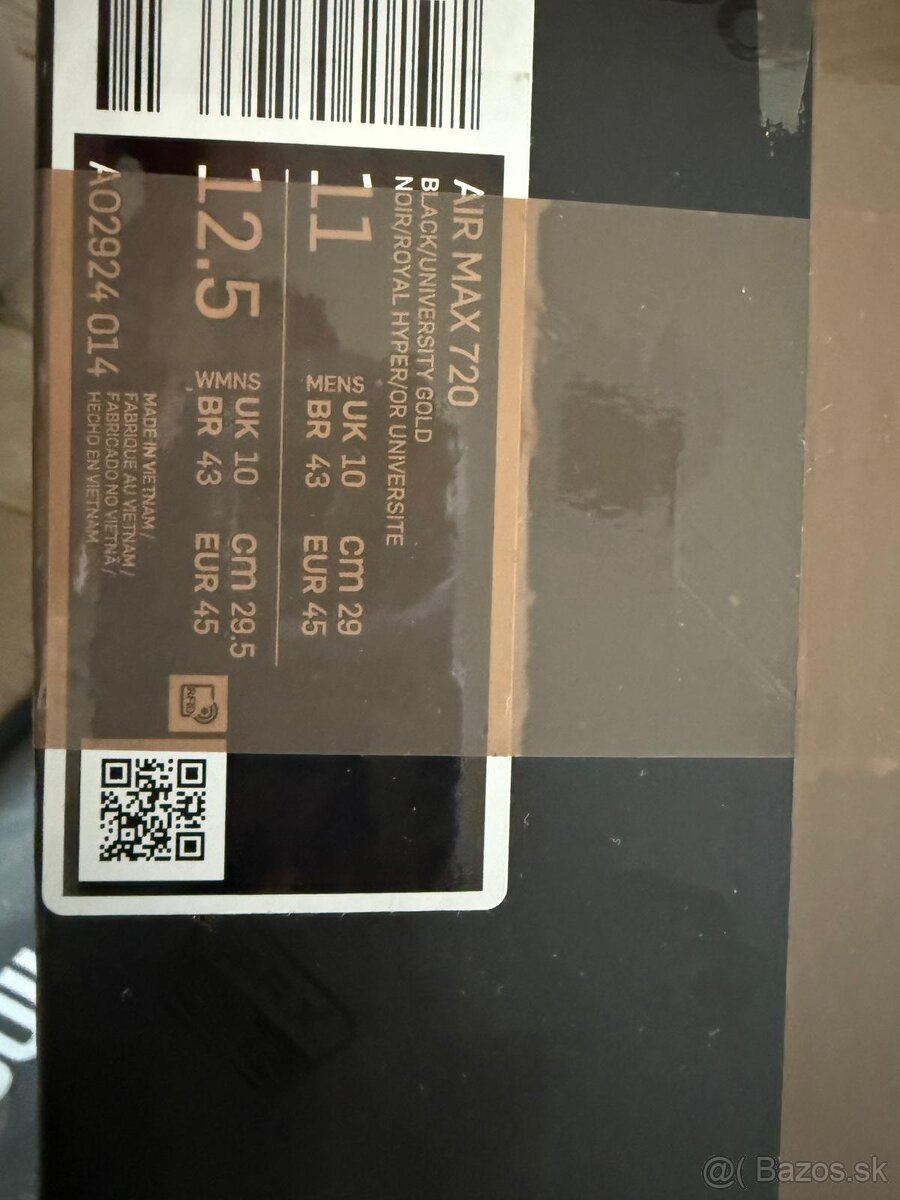 AIR MAX 720
BLACK/UNIVERSITY GOLD
NOIR/ROYAL HYPER/OR UNIVERSITE
11
MENS
UK 10
cm 29
BR 43
EUR 45
12.5
WMNS
UK 10
cm 29.5
BR 43
EUR 45
AO2924 014
MADE IN VIETNAM /
FABRIQUE AU VIETNAM /
FABRICADO NO VIETNÃ /
HECHO EN VIETNAM
RFID
@( Bazos.sk